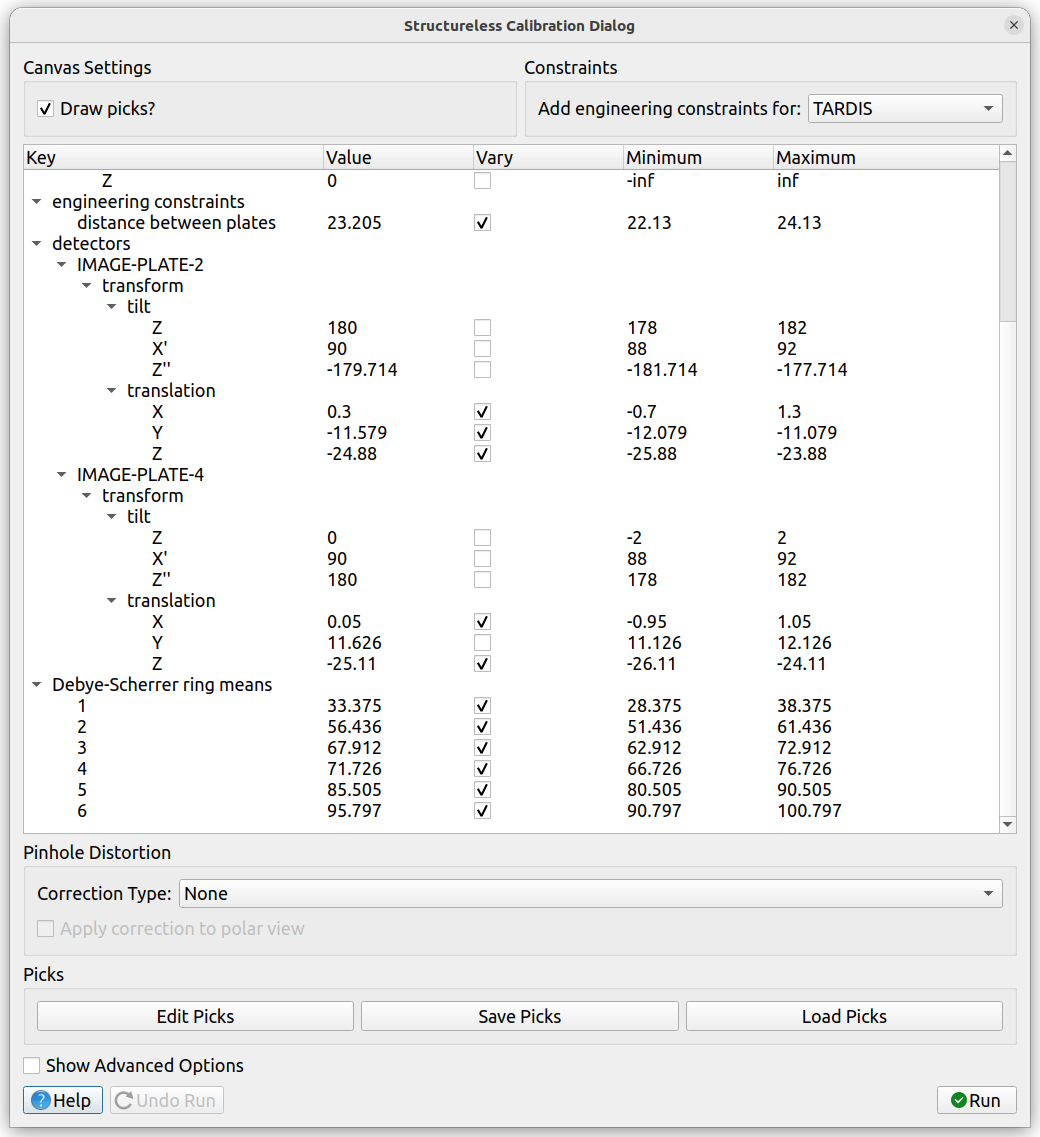 Structureless Calibration Dialog
Canvas Settings
Draw picks?
Constraints
Add engineering constraints for: TARDIS
Key Value Vary Minimum Maximum
Z 0 -inf inf
engineering constraints
distance between plates 23.205 22.13 24.13
detectors
IMAGE-PLATE-2
transform
tilt
Z 180 178 182
X' 90 88 92
Z'' -179.714 -181.714 -177.714
translation
X 0.3 -0.7 1.3
Y -11.579 -12.079 -11.079
Z -24.88 -25.88 -23.88
IMAGE-PLATE-4
transform
tilt
Z 0 -2 2
X' 90 88 92
Z'' 180 178 182
translation
X 0.05 -0.95 1.05
Y 11.626 11.126 12.126
Z -25.11 -26.11 -24.11
Debye-Scherrer ring means
1 33.375 28.375 38.375
2 56.436 51.436 61.436
3 67.912 62.912 72.912
4 71.726 66.726 76.726
5 85.505 80.505 90.505
6 95.797 90.797 100.797
Pinhole Distortion
Correction Type: None
Apply correction to polar view
Picks
Edit Picks Save Picks Load Picks
Show Advanced Options
Help Undo Run Run